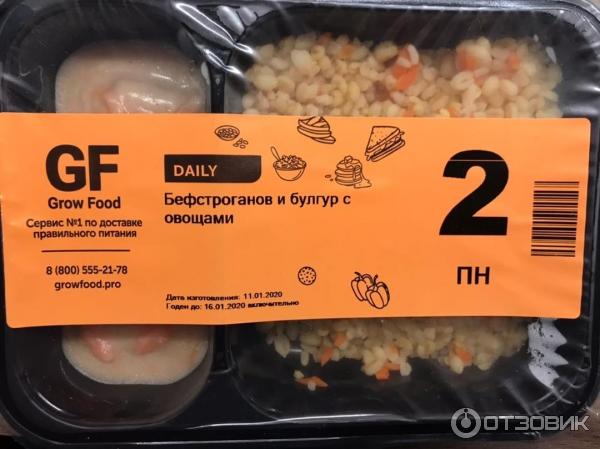 GF
Grow Food
Сервис №1 по доставке
правильного питания
8 (800) 555-21-78
growfood.pro
DAILY
Бефстроганов и булгур с
овощами
Дата изготовления: 11.01.2020
Годен до: 16.01.2020 включительно
2
ПН
ОТЗОВИК